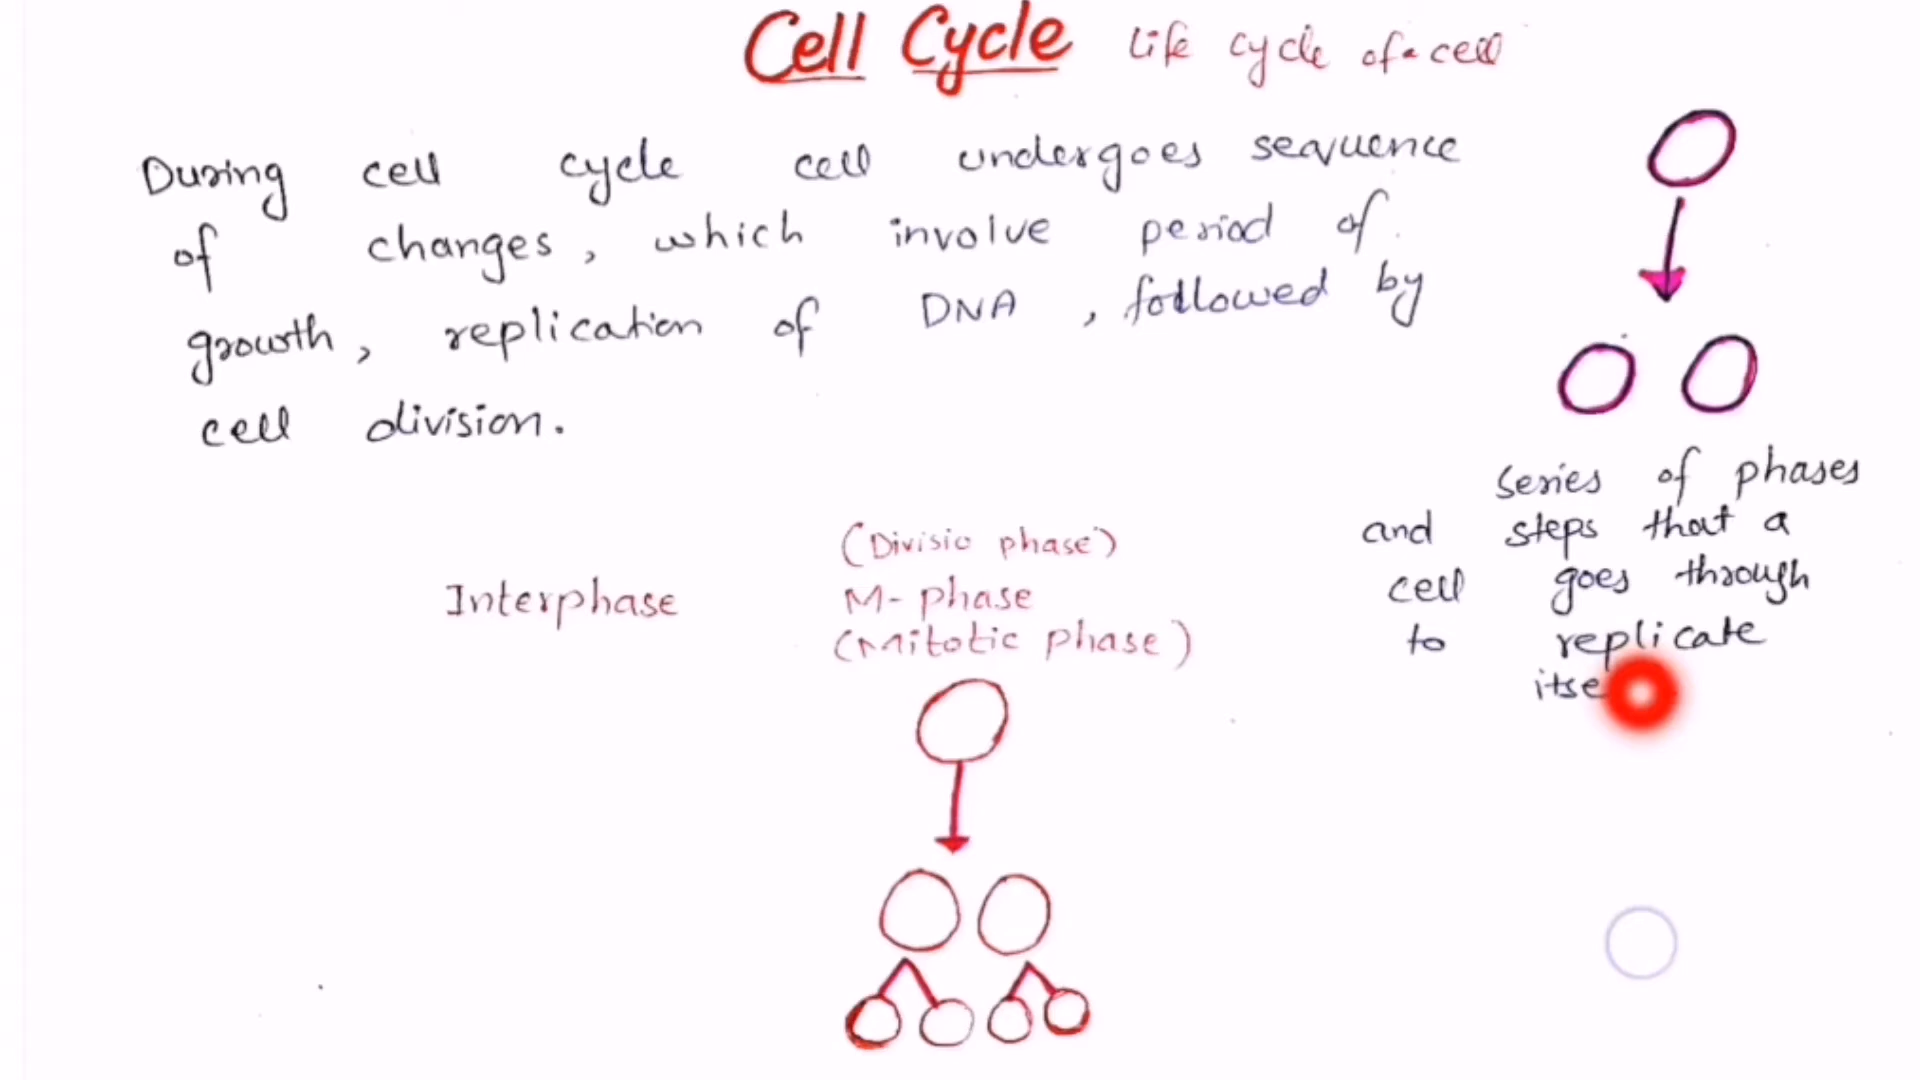 Cell Cycle life cycle of a cell
During cell cycle cell undergoes seqvence
of changes, which involve period of
growth, replication of DNA, followed by
cell division.
Series of phases
and steps that a
cell goes through
to replicate
itse
(Divisio phase)
Interphase M-phase
(Mitotic phase)